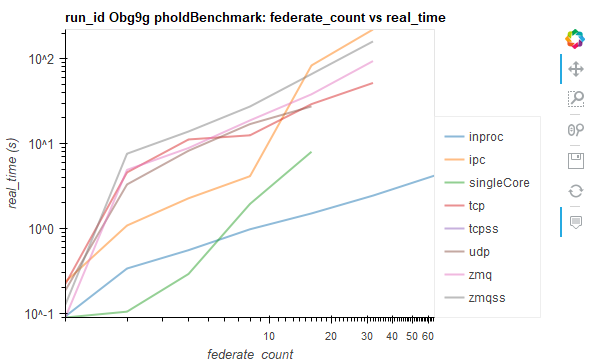 run_id Obg9g pholdBenchmark: federate_count vs real_time
10^2
10^1
10^0
10^-1
real_time (s)
10
20
30
40
50
60
federate_count
inproc
ipc
singleCore
tcp
tcpss
udp
zmq
zmqss